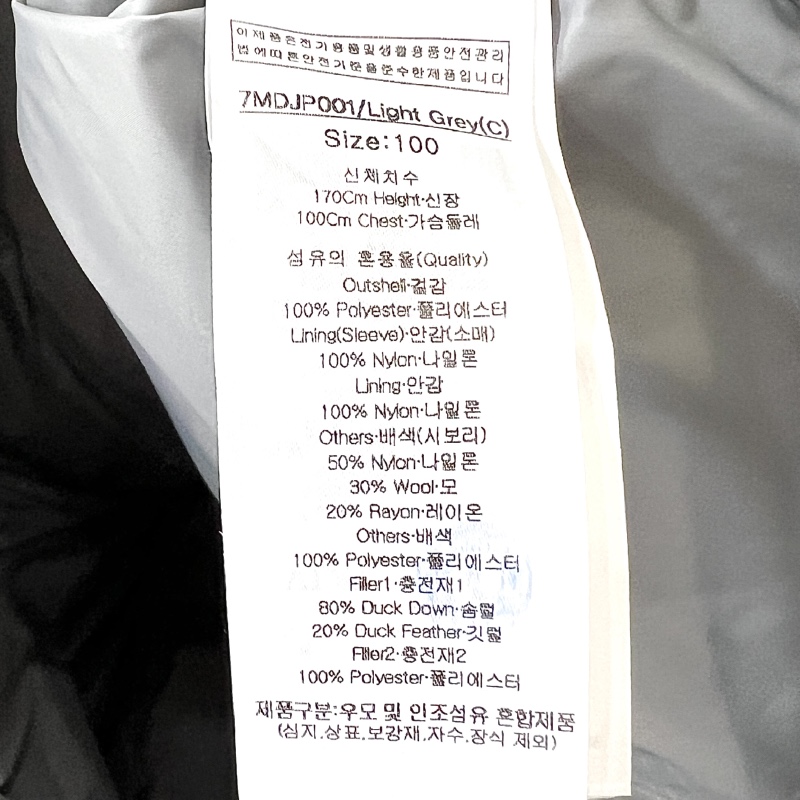 이 제품은전기용품및생활용품안전관리
법에따른안전기준을준수한제품입니다
7MDJP001/Light Grey(C)
Size:100
신체치수
170Cm Height·신장
100Cm Chest·가슴둘레
섬유의 혼용율(Quality)
Outshell·겉감
100% Polyester·폴리에스터
Lining(Sleeve)·안감(소매)
100% Nylon·나일론
Lining·안감
100% Nylon·나일론
Others·배색(시보리)
50% Nylon·나일론
30% Wool·모
20% Rayon·레이온
Others·배색
100% Polyester·폴리에스터
Filler1·충전재1
80% Duck Down·솜털
20% Duck Feather·깃털
Filler2·충전재2
100% Polyester·폴리에스터
제품구분:우모 및 인조섬유 혼합제품
(심지,상표,보강재,자수,장식 제외)